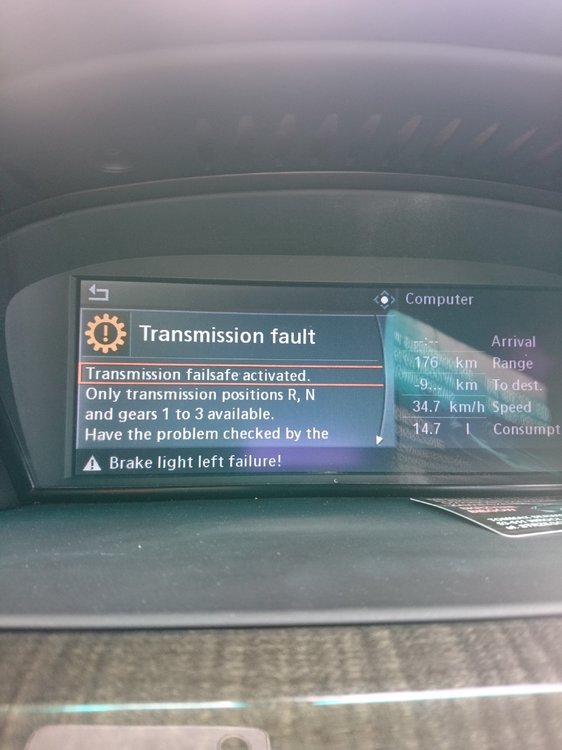 Transmission fault
Transmission failsafe activated.
Only transmission positions R, N
and gears 1 to 3 available.
Have the problem checked by the
Brake light left failure!
Computer
Arrival
176 km Range
-9... km To dest.
34.7 km/h Speed
14.7 l Consumpt